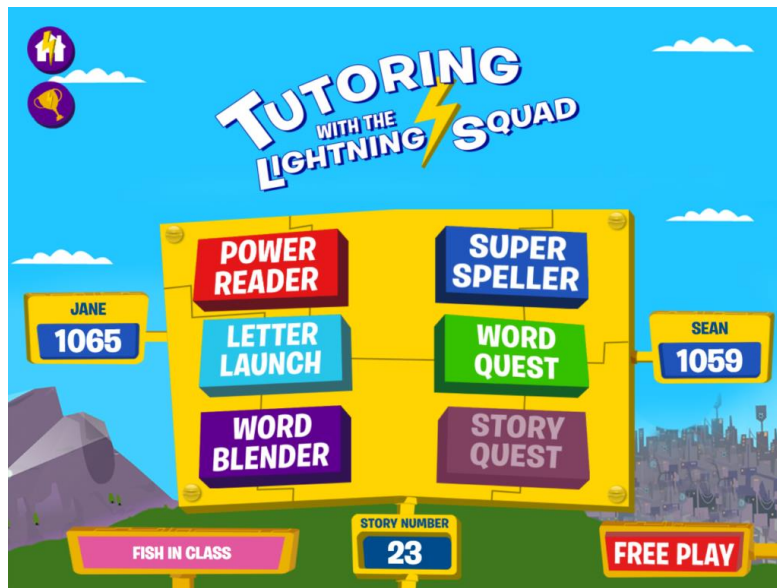 TUTORING
WITH THE
LIGHTNING SQUAD
POWER
READER
SUPER
SPELLER
JANE
1065
LETTER
LAUNCH
WORD
QUEST
SEAN
1059
WORD
BLENDER
STORY
QUEST
FISH IN CLASS
STORY NUMBER
23
FREE PLAY